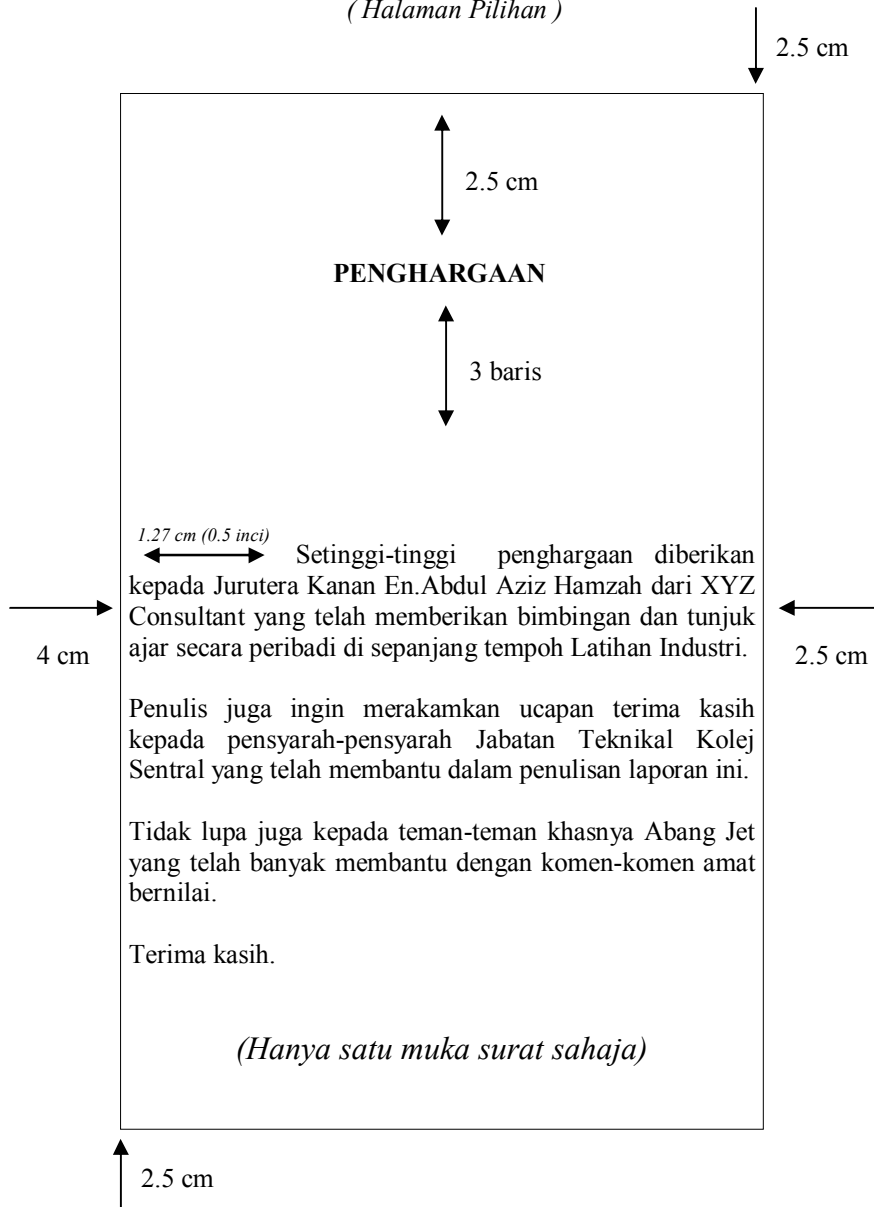 ( Halaman Pilihan )
2.5 cm
2.5 cm
PENGHARGAAN
3 baris
1.27 cm (0.5 inci)
Setinggi-tinggi penghargaan diberikan
kepada Jurutera Kanan En.Abdul Aziz Hamzah dari XYZ
Consultant yang telah memberikan bimbingan dan tunjuk
ajar secara peribadi di sepanjang tempoh Latihan Industri.
4 cm
2.5 cm
Penulis juga ingin merakamkan ucapan terima kasih
kepada pensyarah-pensyarah Jabatan Teknikal Kolej
Sentral yang telah membantu dalam penulisan laporan ini.
Tidak lupa juga kepada teman-teman khasnya Abang Jet
yang telah banyak membantu dengan komen-komen amat
bernilai.
Terima kasih.
(Hanya satu muka surat sahaja)
2.5 cm